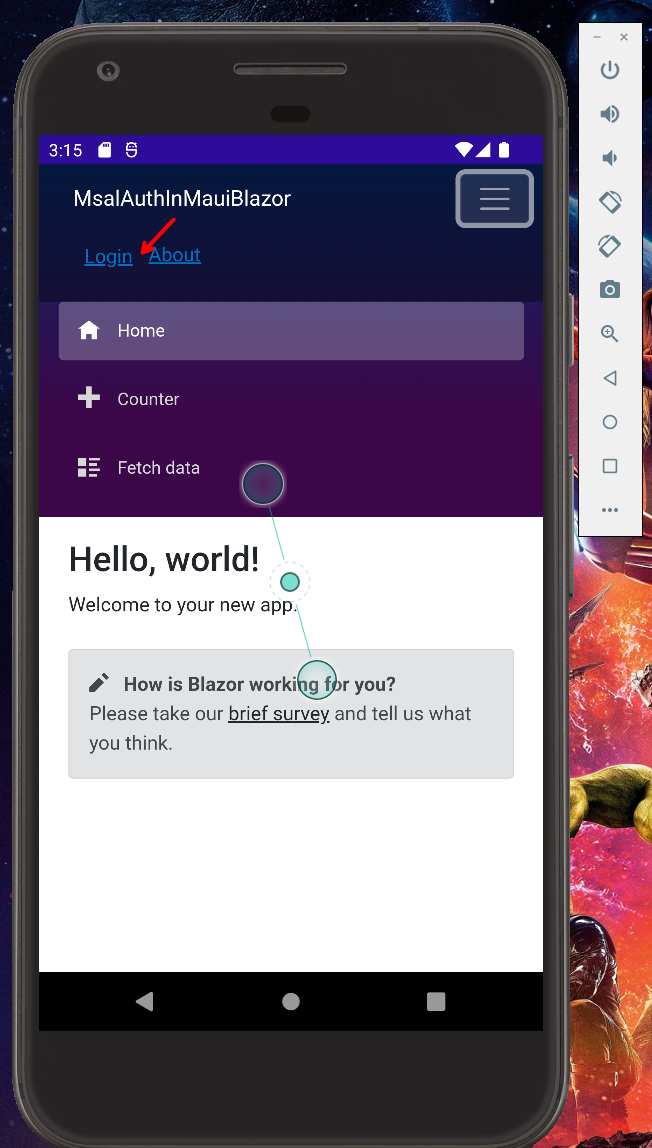 3:15
MsalAuthInMauiBlazor
Login About
Home
Counter
Fetch data
Hello, world!
Welcome to your new app.
How is Blazor working for you?
Please take our brief survey and tell us what
you think.